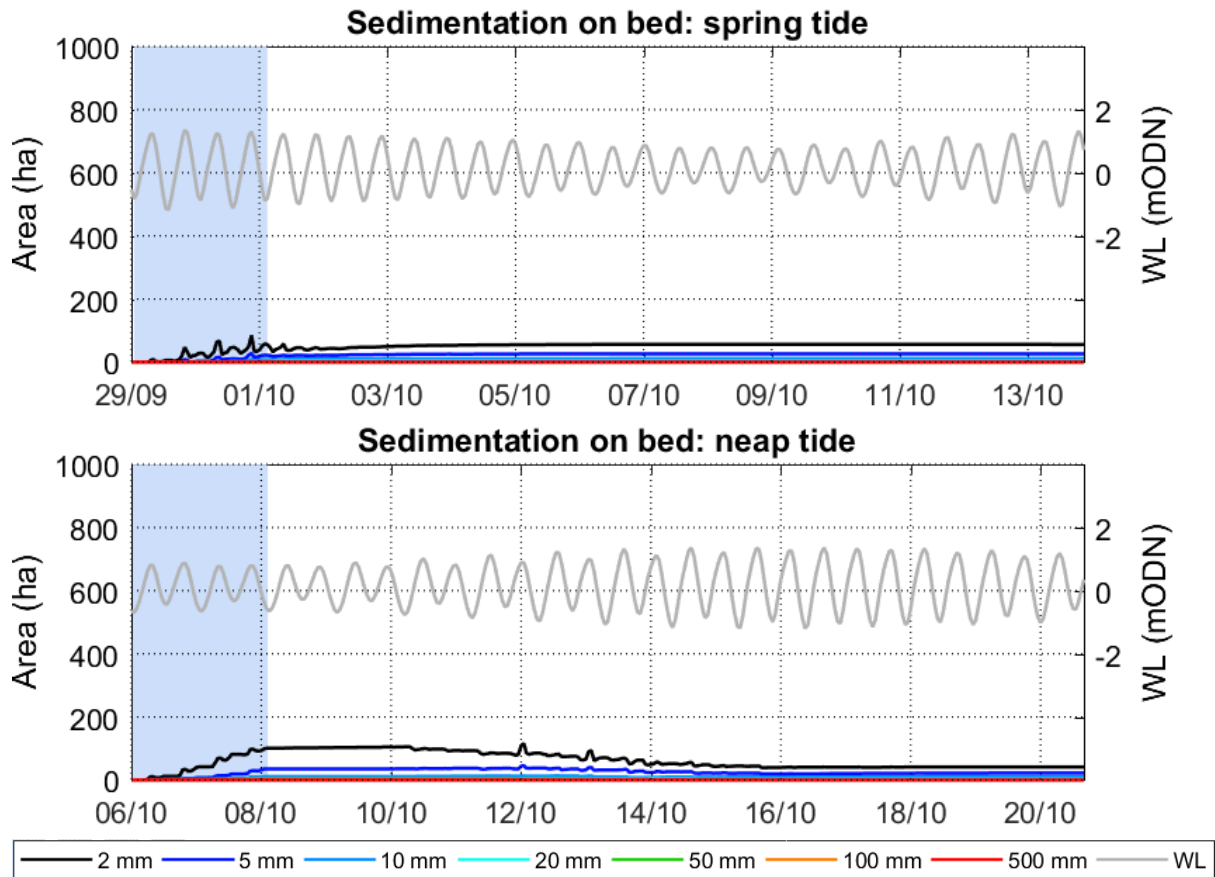 Sedimentation on bed: spring tide
1000
800
600
400
200
0
Area (ha)
2
0
-2
WL (mODN)
29/09 01/10 03/10 05/10 07/10 09/10 11/10 13/10
Sedimentation on bed: neap tide
1000
800
600
400
200
0
Area (ha)
2
0
-2
WL (mODN)
06/10 08/10 10/10 12/10 14/10 16/10 18/10 20/10
2 mm 5 mm 10 mm 20 mm 50 mm 100 mm 500 mm WL